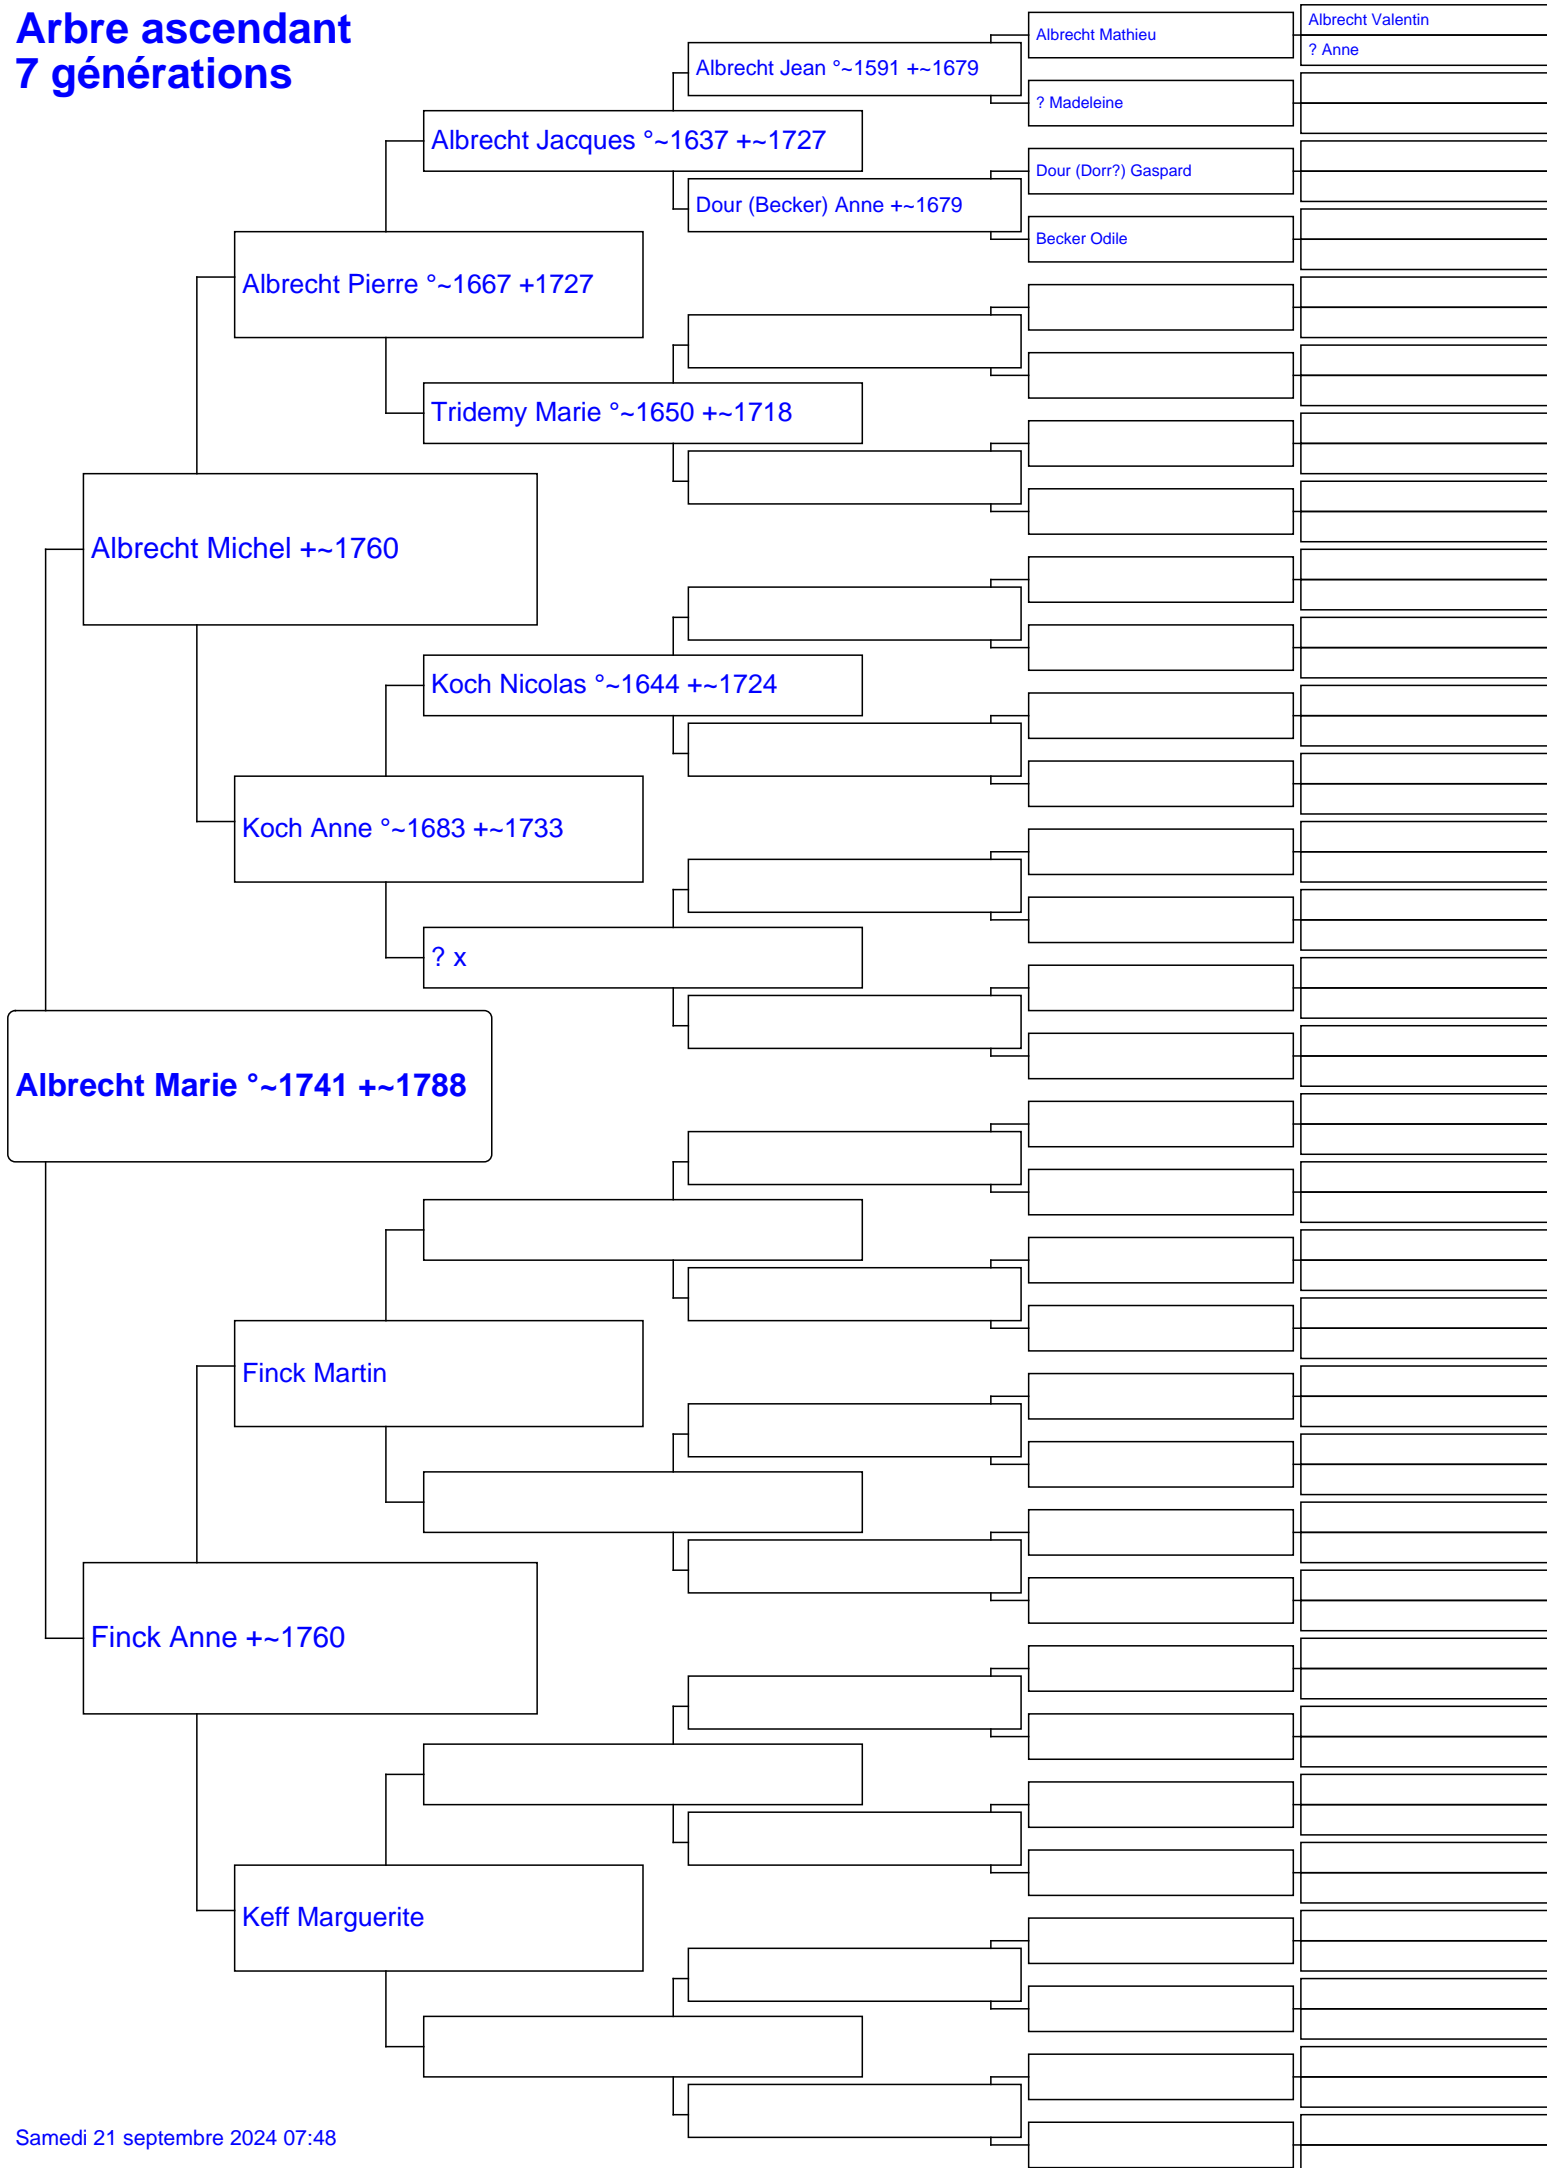 Arbre ascendant
7 générations
Albrecht Valentin
? Anne
Albrecht Mathieu
Albrecht Jean °~1591 +~1679
? Madeleine
Albrecht Jacques °~1637 +~1727
Dour (Dorr?) Gaspard
Dour (Becker) Anne +~1679
Becker Odile
Albrecht Pierre °~1667 +1727
Tridemy Marie °~1650 +~1718
Albrecht Michel +~1760
Koch Nicolas °~1644 +~1724
Koch Anne °~1683 +~1733
? x
Albrecht Marie °~1741 +~1788
Finck Martin
Finck Anne +~1760
Keff Marguerite
Samedi 21 septembre 2024 07:48